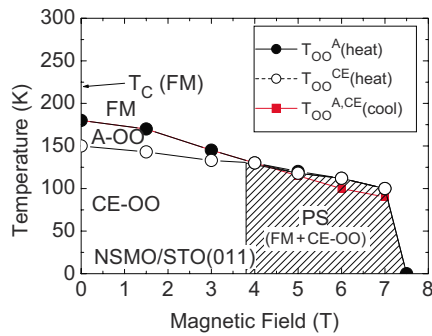 300
250
200
150
100
50
0
Temperature (K)
T_OO^A(heat)
T_OO^CE(heat)
T_OO^A,CE(cool)
T_C (FM)
FM
A-OO
CE-OO
PS
(FM+CE-OO)
NSMO/STO(011)
0 1 2 3 4 5 6 7 8
Magnetic Field (T)